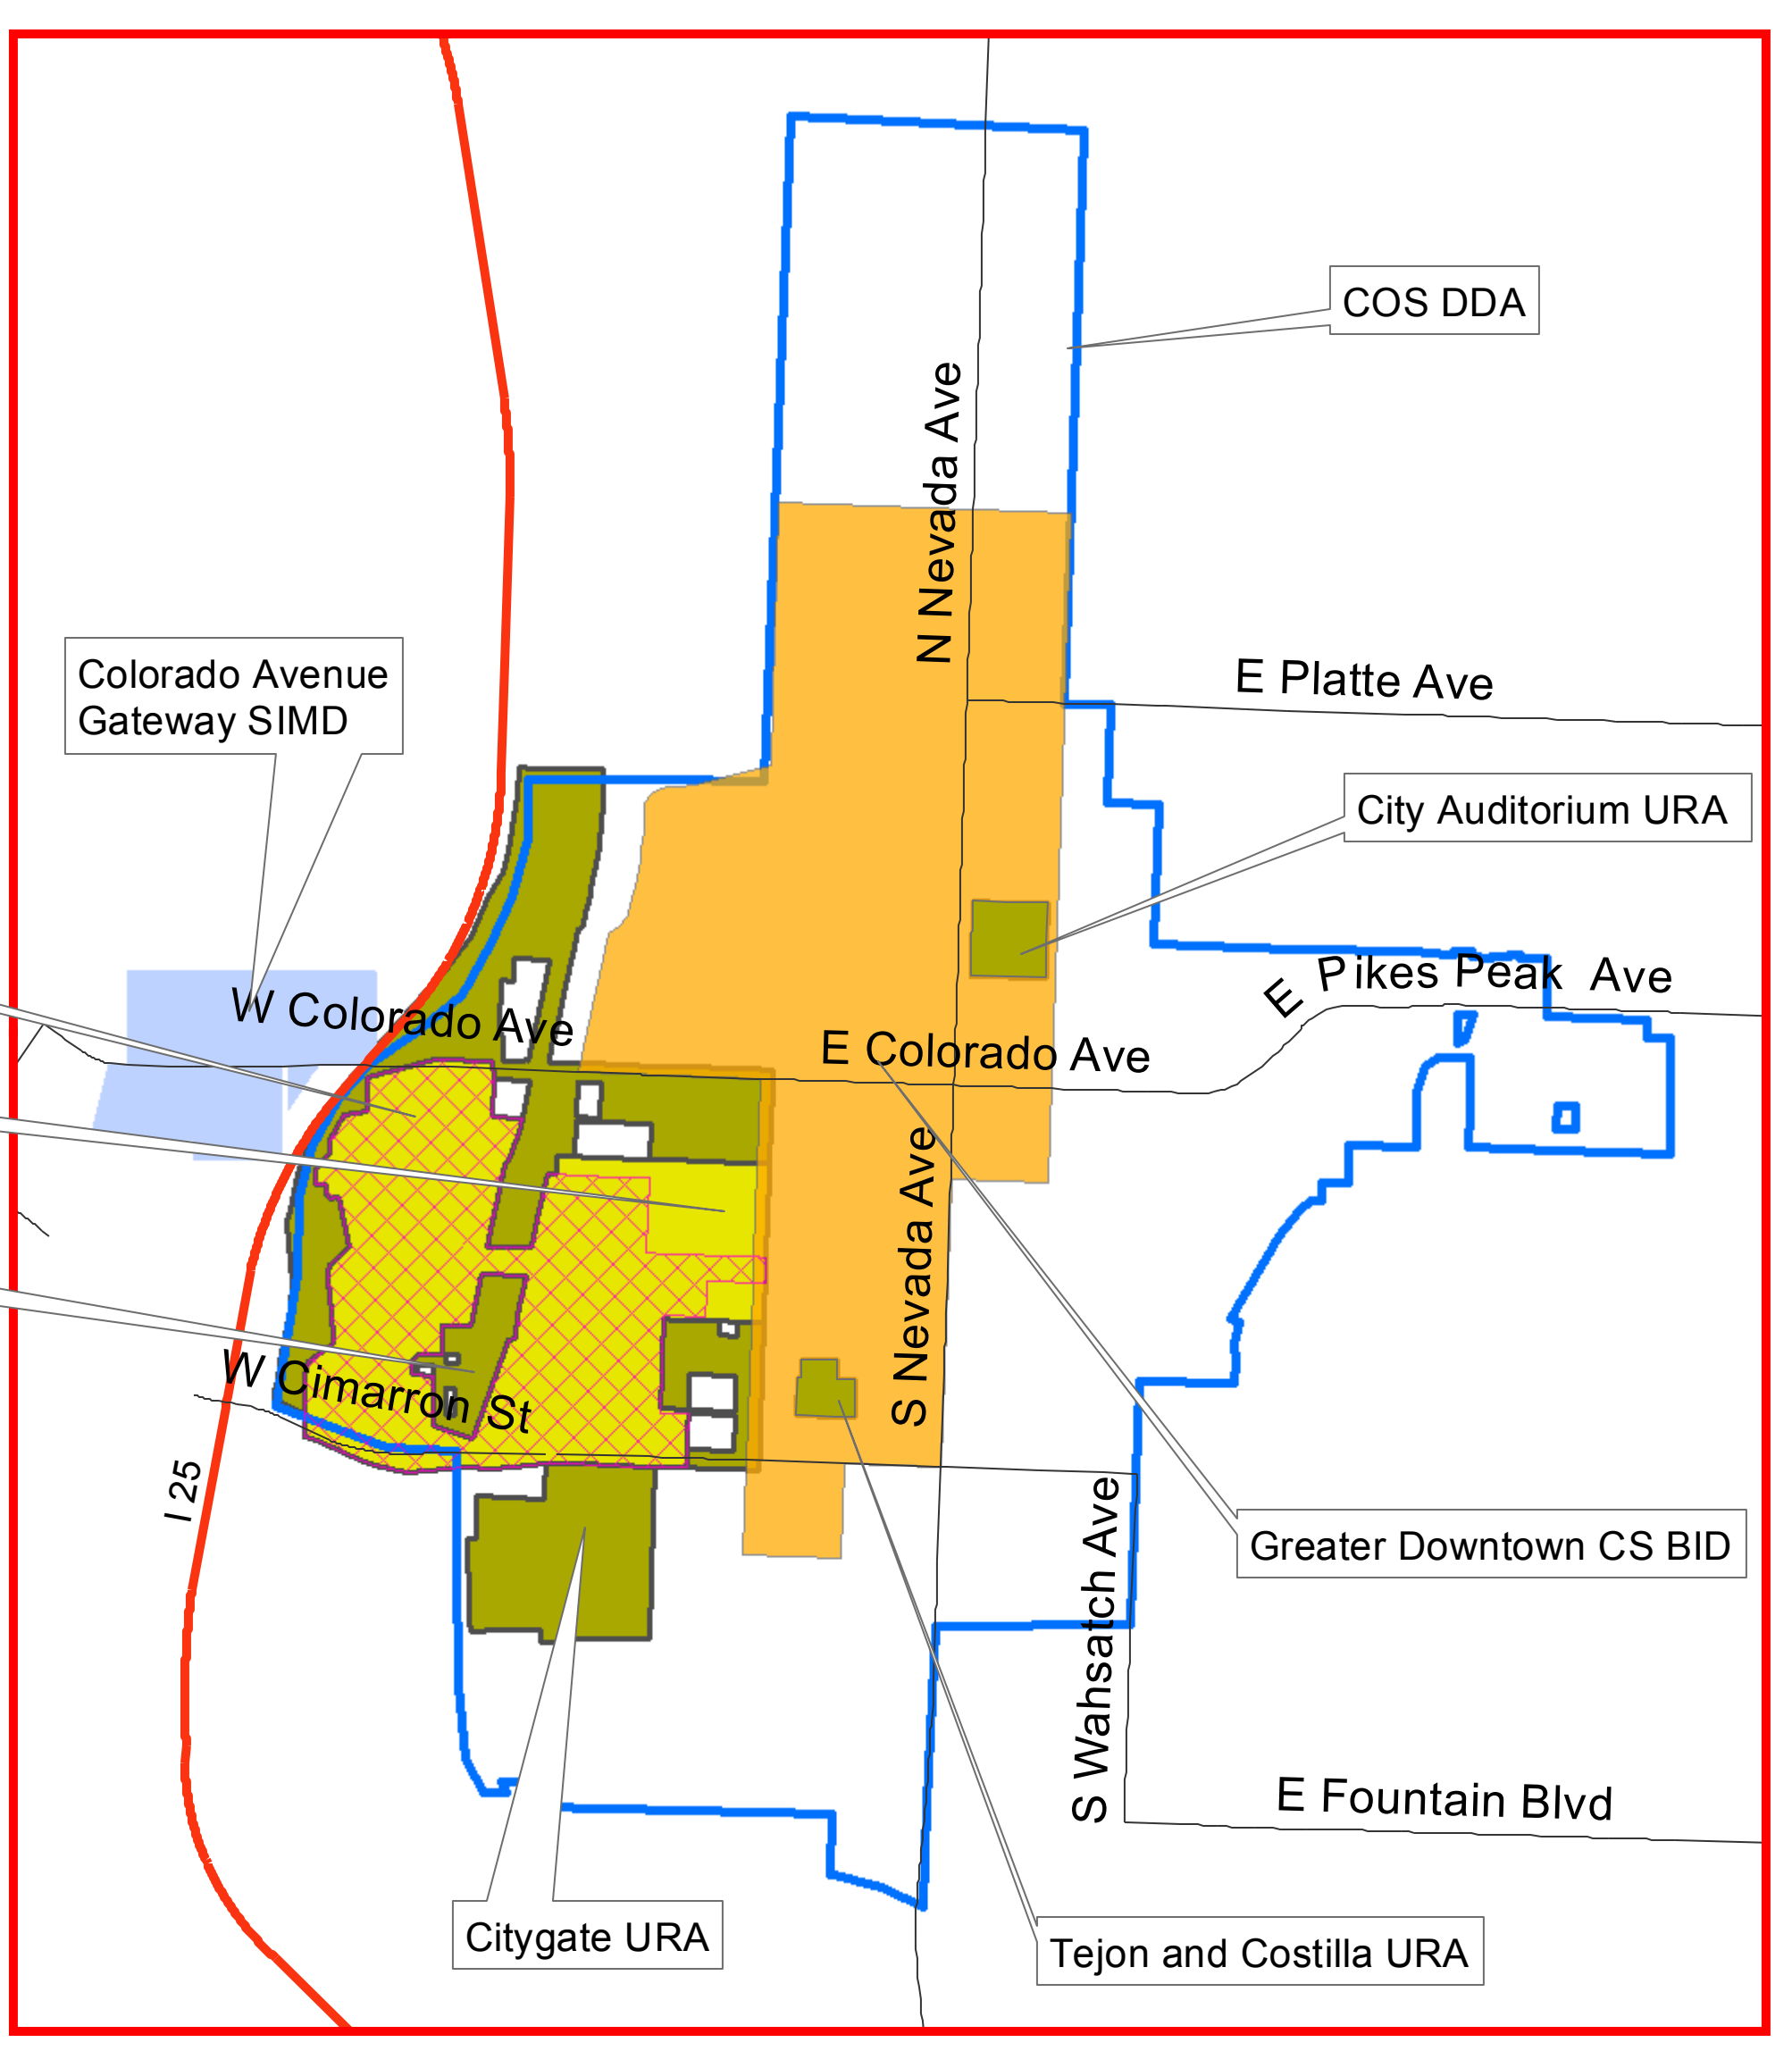 COS DDA
N Nevada Ave
Colorado Avenue
Gateway SIMD
E Platte Ave
City Auditorium URA
W Colorado Ave
E Pikes Peak Ave
E Colorado Ave
S Nevada Ave
W Cimarron St
I 25
S Wahsatch Ave
Greater Downtown CS BID
E Fountain Blvd
Citygate URA
Tejon and Costilla URA